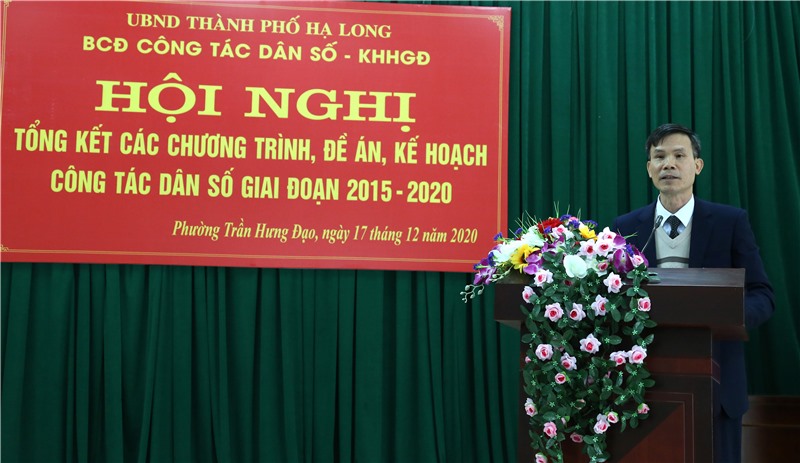 UBND THÀNH PHỐ HẠ LONG
BCĐ CÔNG TÁC DÂN SỐ - KHHGĐ
HỘI NGHỊ
TỔNG KẾT CÁC CHƯƠNG TRÌNH, ĐỀ ÁN, KẾ HOẠCH
CÔNG TÁC DÂN SỐ GIAI ĐOẠN 2015 - 2020
Phường Trần Hưng Đạo, ngày 17 tháng 12 năm 2020